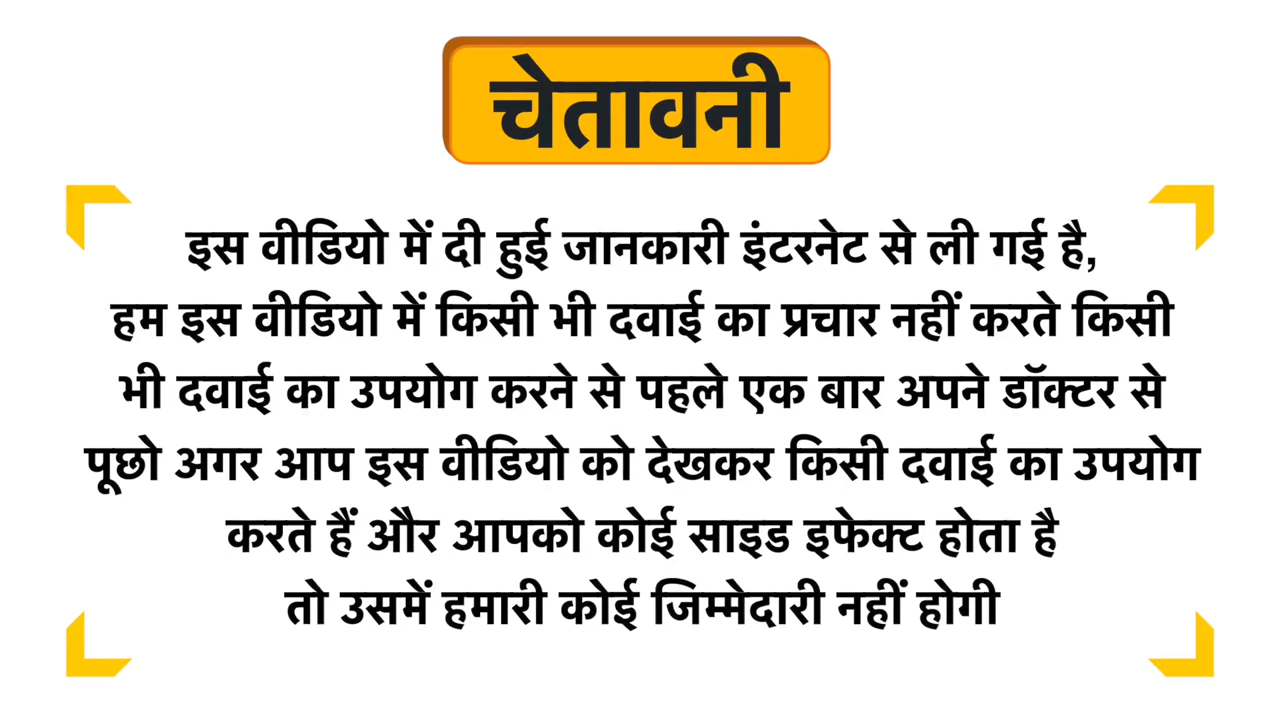 चेतावनी
इस वीडियो में दी हुई जानकारी इंटरनेट से ली गई है,
हम इस वीडियो में किसी भी दवाई का प्रचार नहीं करते किसी
भी दवाई का उपयोग करने से पहले एक बार अपने डॉक्टर से
पूछो अगर आप इस वीडियो को देखकर किसी दवाई का उपयोग
करते हैं और आपको कोई साइड इफेक्ट होता है
तो उसमें हमारी कोई जिम्मेदारी नहीं होगी